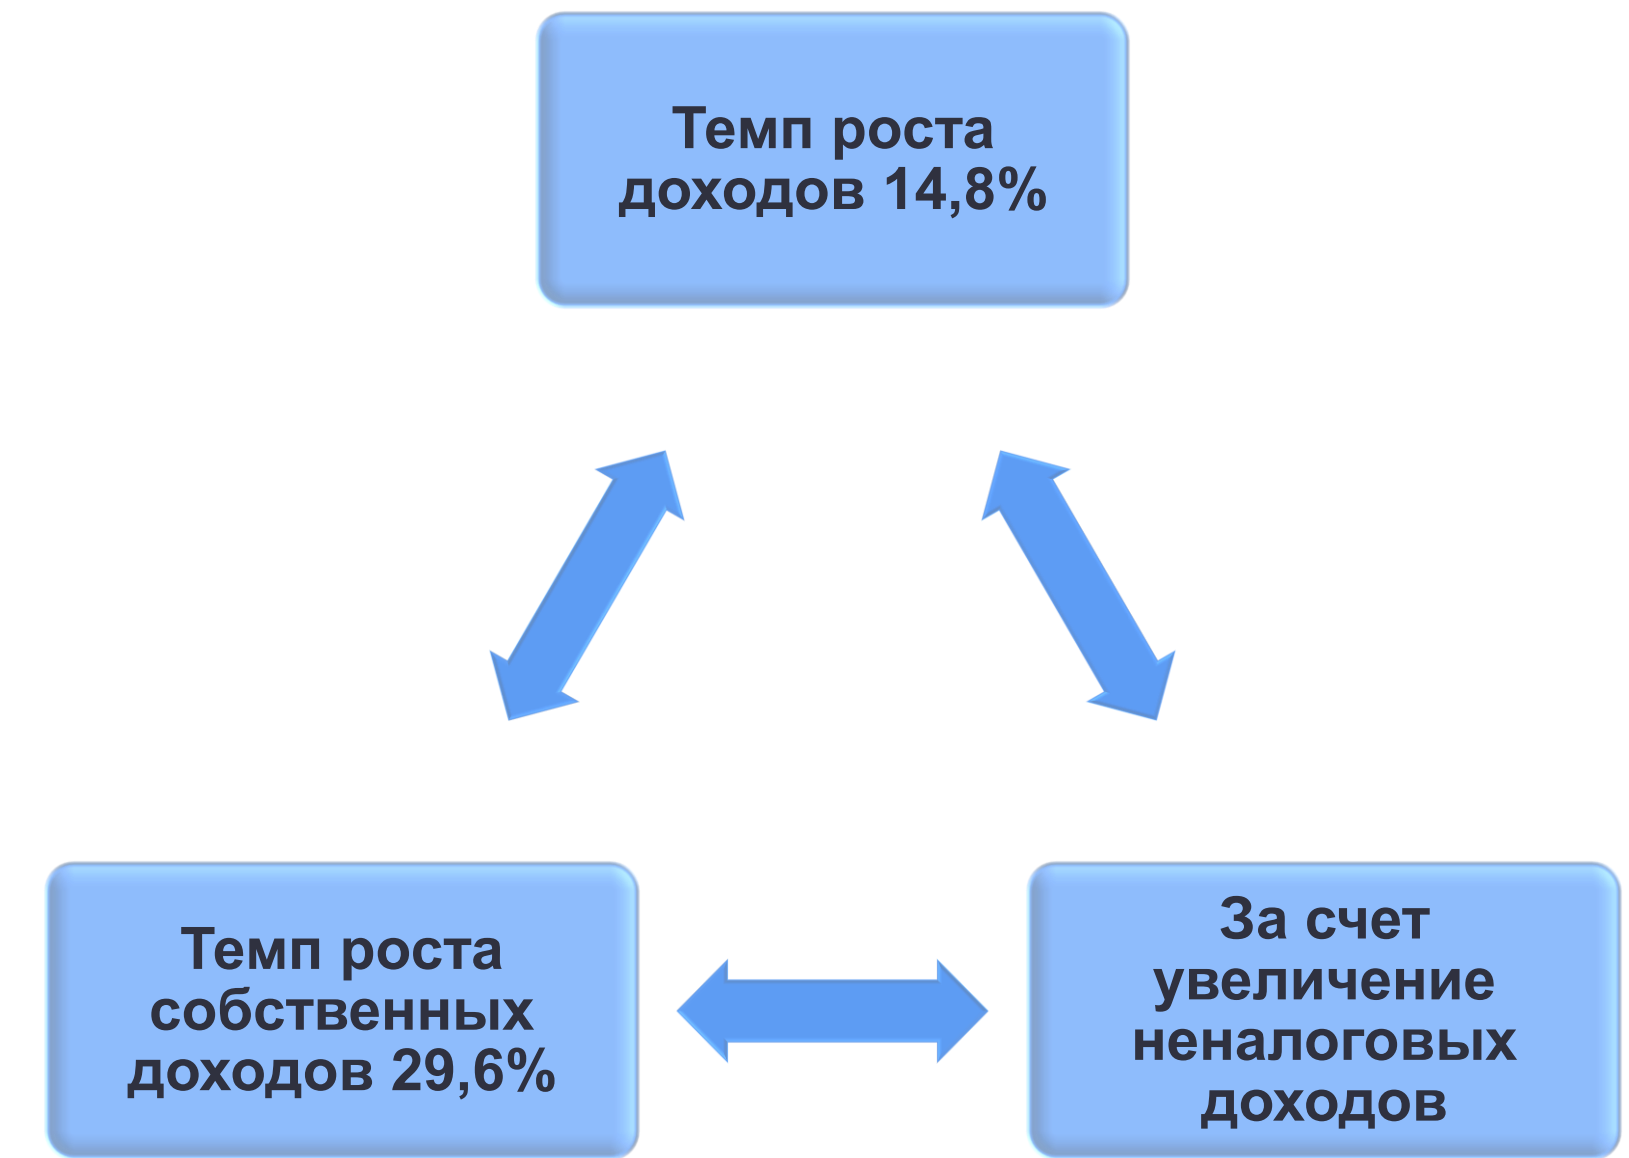 Темп роста
доходов 14,8%
Темп роста
собственных
доходов 29,6%
За счет
увеличение
неналоговых
доходов